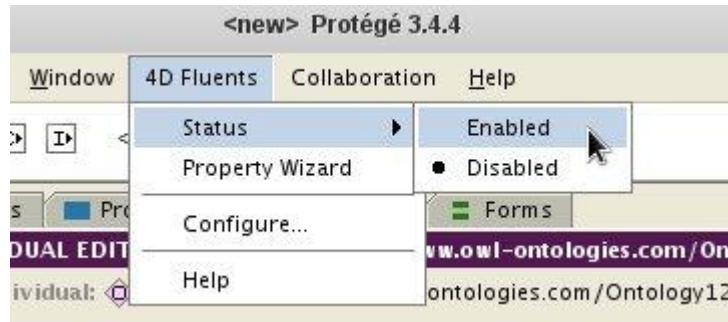 <new> Protégé 3.4.4
Window 4D Fluents Collaboration Help
Status Enabled
Property Wizard Disabled
Forms
Configure...
DUAL EDIT ww.owl-ontologies.com/On
Help
ividual: ontologies.com/Ontology12